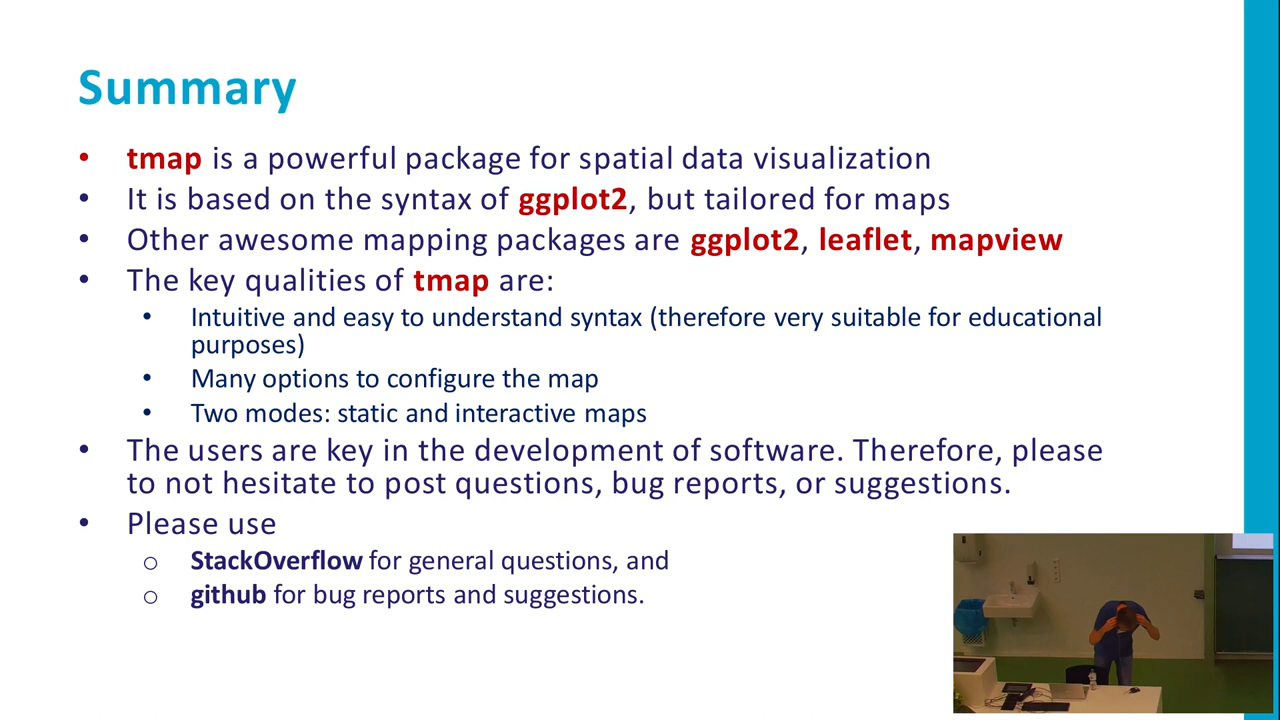 Summary
• tmap is a powerful package for spatial data visualization
• It is based on the syntax of ggplot2, but tailored for maps
• Other awesome mapping packages are ggplot2, leaflet, mapview
• The key qualities of tmap are:
• Intuitive and easy to understand syntax (therefore very suitable for educational
purposes)
• Many options to configure the map
• Two modes: static and interactive maps
• The users are key in the development of software. Therefore, please
to not hesitate to post questions, bug reports, or suggestions.
• Please use
○ StackOverflow for general questions, and
○ github for bug reports and suggestions.